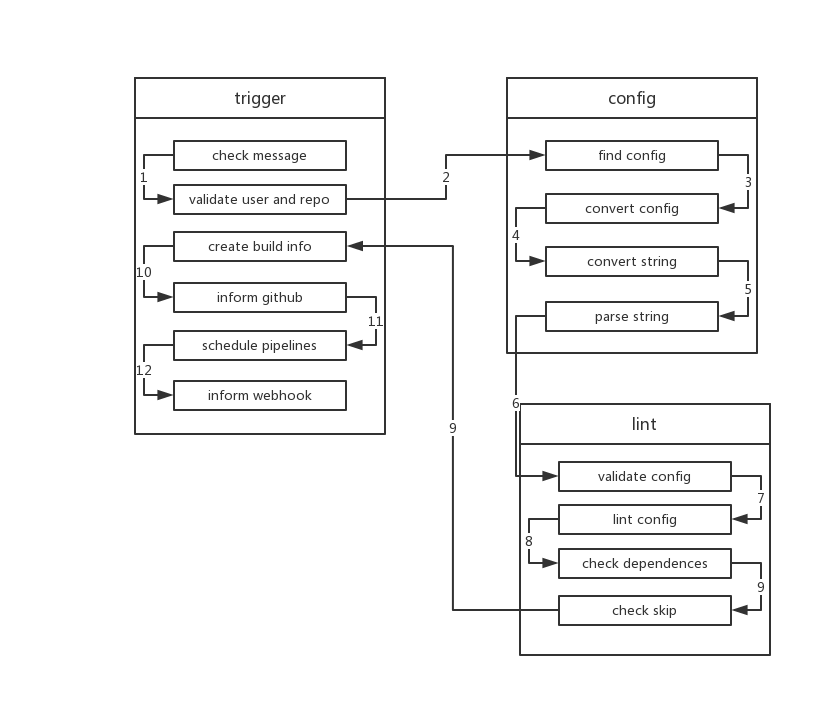 trigger
check message
1
validate user and repo
create build info
10
inform github
11
schedule pipelines
12
inform webhook
2
9
config
find config
3
convert config
4
convert string
5
parse string
6
lint
validate config
7
lint config
8
check dependences
9
check skip